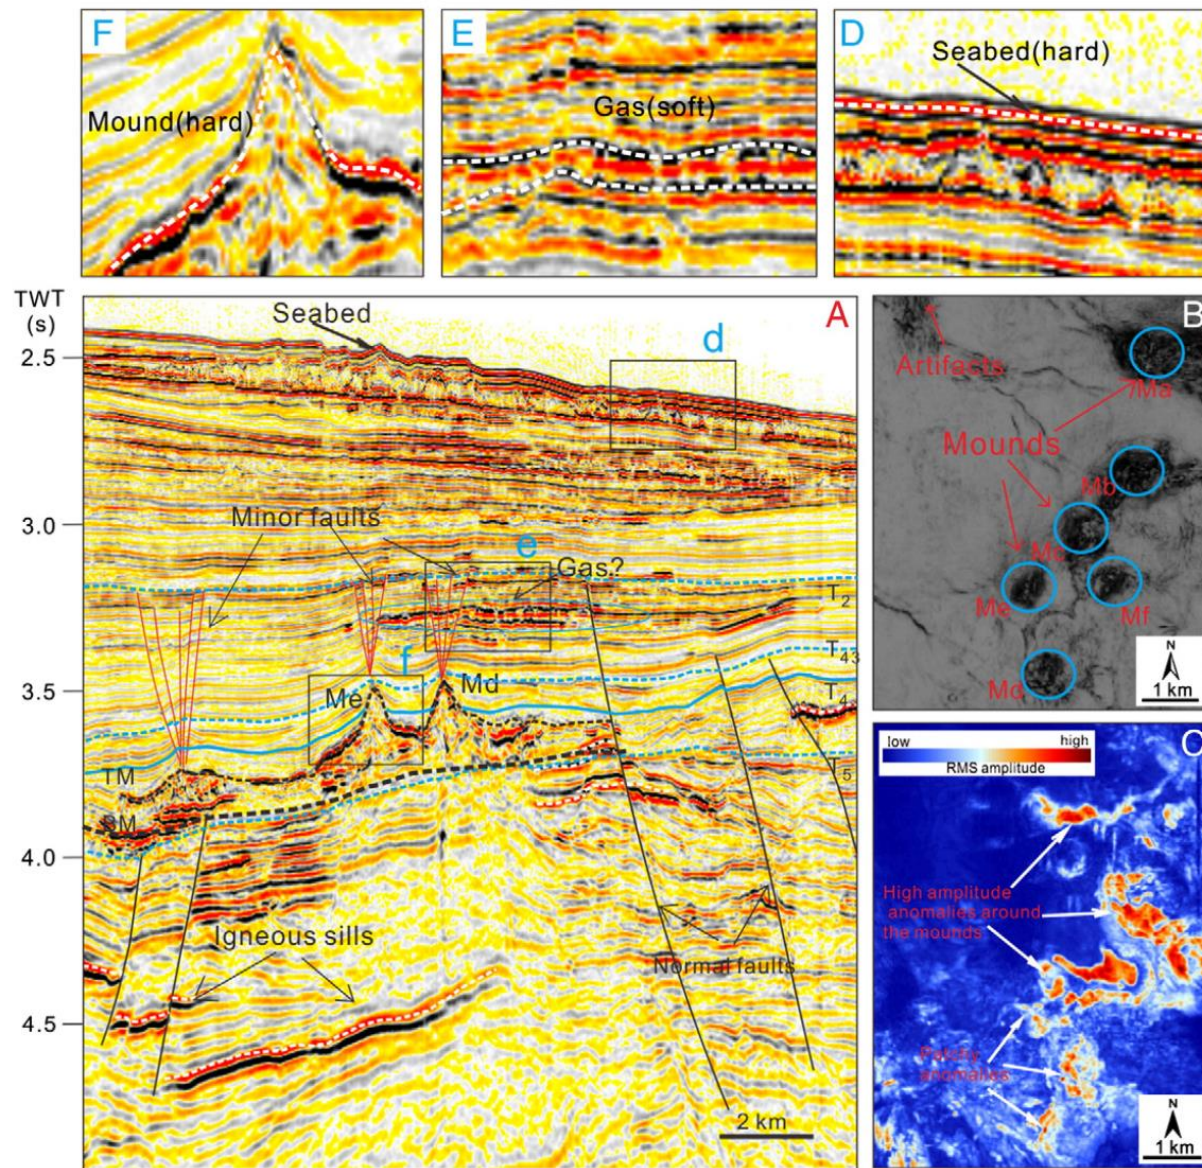 F
Mound(hard)
E
Gas(soft)
D
Seabed(hard)
TWT
(s)
2.5
3.0
3.5
4.0
4.5
A
Seabed
d
Minor faults
e
Gas?
T2
T43
f
Me
Md
T4
TM
T5
BM
Igneous sills
Normal faults
2 km
B
Artifacts
Ma
Mounds
Mb
Mc
Me
Mf
Md
N
1 km
C
low
high
RMS amplitude
High amplitude
anomalies around
the mounds
Patchy
anomalies
N
1 km